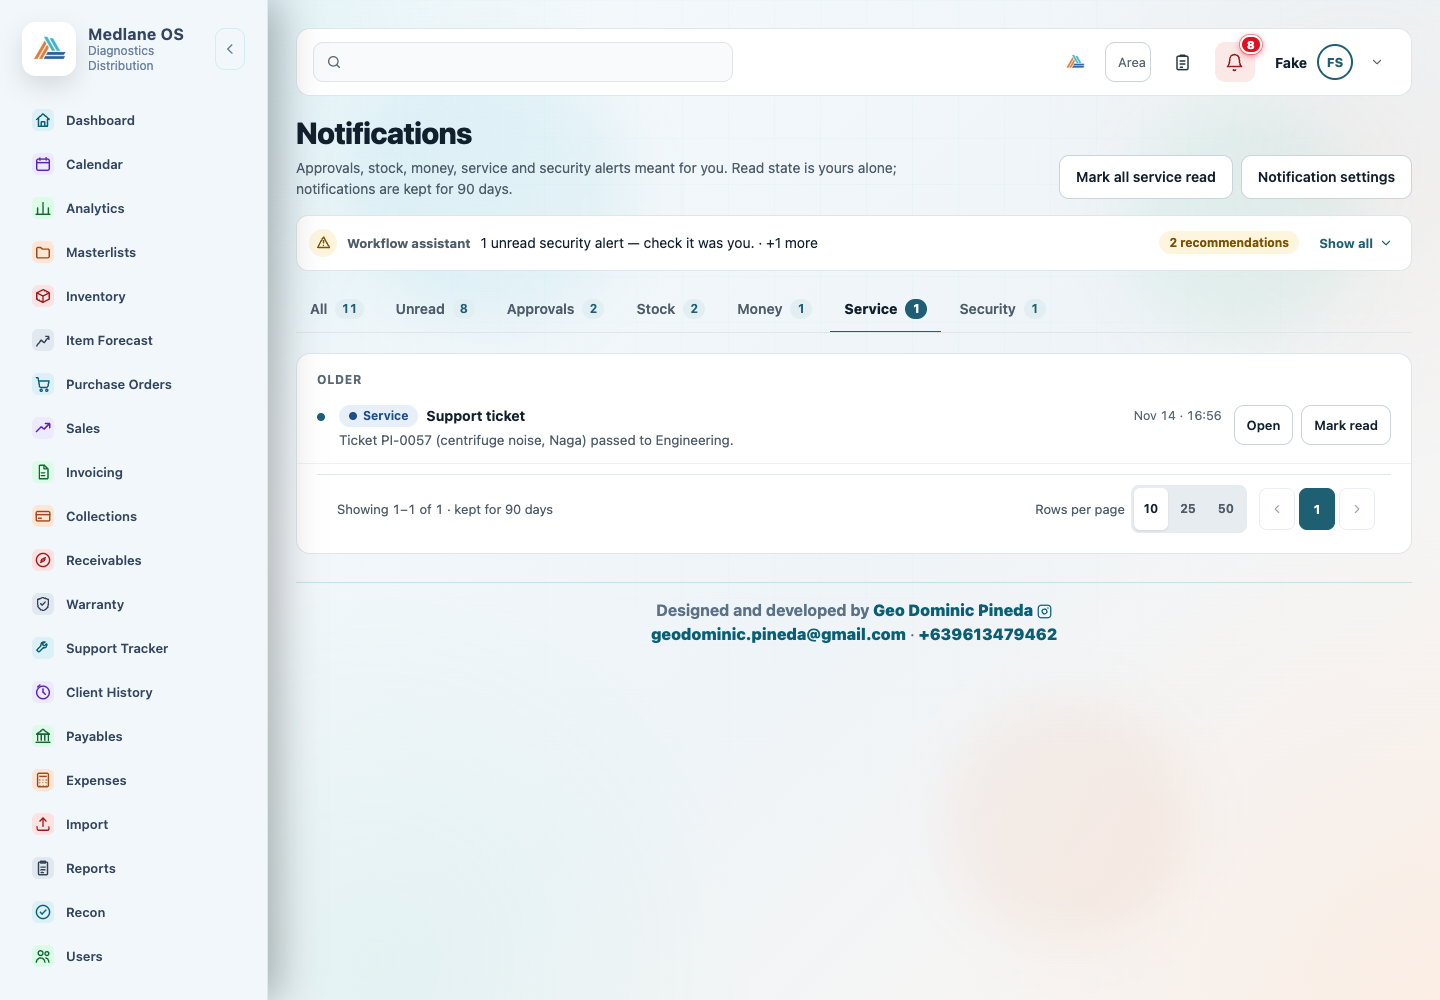 Medlane OS
Diagnostics
Distribution
Dashboard
Calendar
Analytics
Masterlists
Inventory
Item Forecast
Purchase Orders
Sales
Invoicing
Collections
Receivables
Warranty
Support Tracker
Client History
Payables
Expenses
Import
Reports
Recon
Users
Area
8
Fake
FS
Notifications
Approvals, stock, money, service and security alerts meant for you. Read state is yours alone;
notifications are kept for 90 days.
Mark all service read
Notification settings
Workflow assistant 1 unread security alert — check it was you. · +1 more
2 recommendations
Show all
All 11
Unread 8
Approvals 2
Stock 2
Money 1
Service 1
Security 1
OLDER
Service Support ticket
Nov 14 · 16:56
Open
Mark read
Ticket PI-0057 (centrifuge noise, Naga) passed to Engineering.
Showing 1–1 of 1 · kept for 90 days
Rows per page 10 25 50
1
Designed and developed by Geo Dominic Pineda
geodominic.pineda@gmail.com · +639613479462